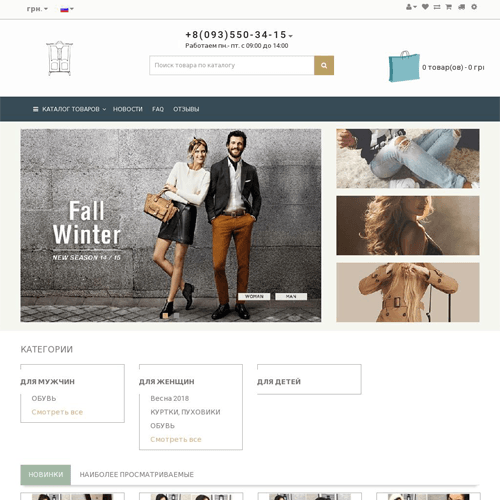 грн.
+8(093)550-34-15
Работаем пн.- пт. с 09:00 до 14:00
Поиск товара по каталогу
0 товар(ов) - 0 грн
КАТАЛОГ ТОВАРОВ НОВОСТИ FAQ ОТЗЫВЫ
Fall
Winter
NEW SEASON 14 / 15
WOMAN MAN
КАТЕГОРИИ
ДЛЯ МУЖЧИН
ОБУВЬ
Смотреть все
ДЛЯ ЖЕНЩИН
Весна 2018
КУРТКИ, ПУХОВИКИ
ОБУВЬ
Смотреть все
ДЛЯ ДЕТЕЙ
НОВИНКИ НАИБОЛЕЕ ПРОСМАТРИВАЕМЫЕ